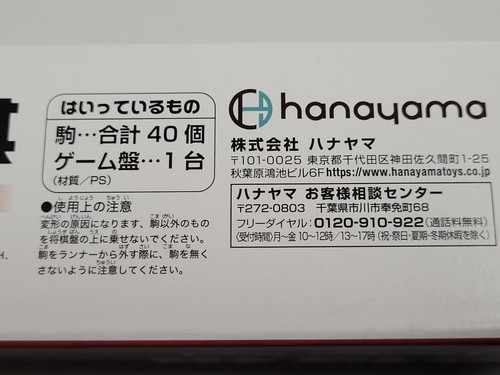 はいっているもの
駒…合計40個
ゲーム盤…1台
(材質／PS)
●使用上の注意
変形の原因になります、駒以外のもの
を将棋盤の上に乗せないでください。
駒をランナーから外す際に、駒を無く
さないように注意してください。
hanayama
株式会社 ハナヤマ
〒101-0025 東京都千代田区神田佐久間町1-25
秋葉原鴻池ビル6F https://www.hanayamatoys.co.jp
ハナヤマ お客様相談センター
〒272-0803 千葉県市川市奉免町68
フリーダイヤル：0120-910-922(通話料無料)
(受付時間)月～金 10～12時／13～17時 (祝・祭日・夏期・冬期休暇を除く)